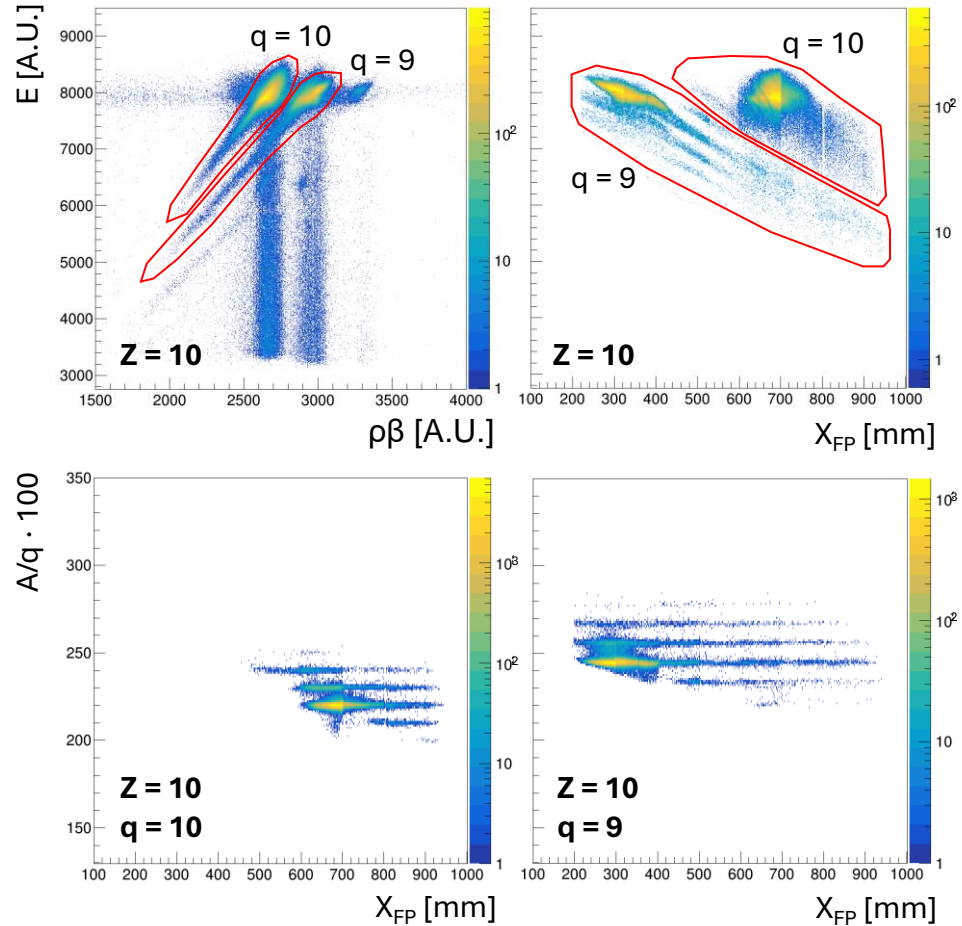 E [A.U.]
9000
8000
7000
6000
5000
4000
3000
q = 10
q = 9
Z = 10
10²
10
1
1500 2000 2500 3000 3500 4000
ρβ [A.U.]
q = 10
q = 9
Z = 10
10²
10
1
100 200 300 400 500 600 700 800 900 1000
X_FP [mm]
A/q · 100
350
300
250
200
150
Z = 10
q = 10
10³
10²
10
1
100 200 300 400 500 600 700 800 900 1000
X_FP [mm]
Z = 10
q = 9
10³
10²
10
1
100 200 300 400 500 600 700 800 900 1000
X_FP [mm]